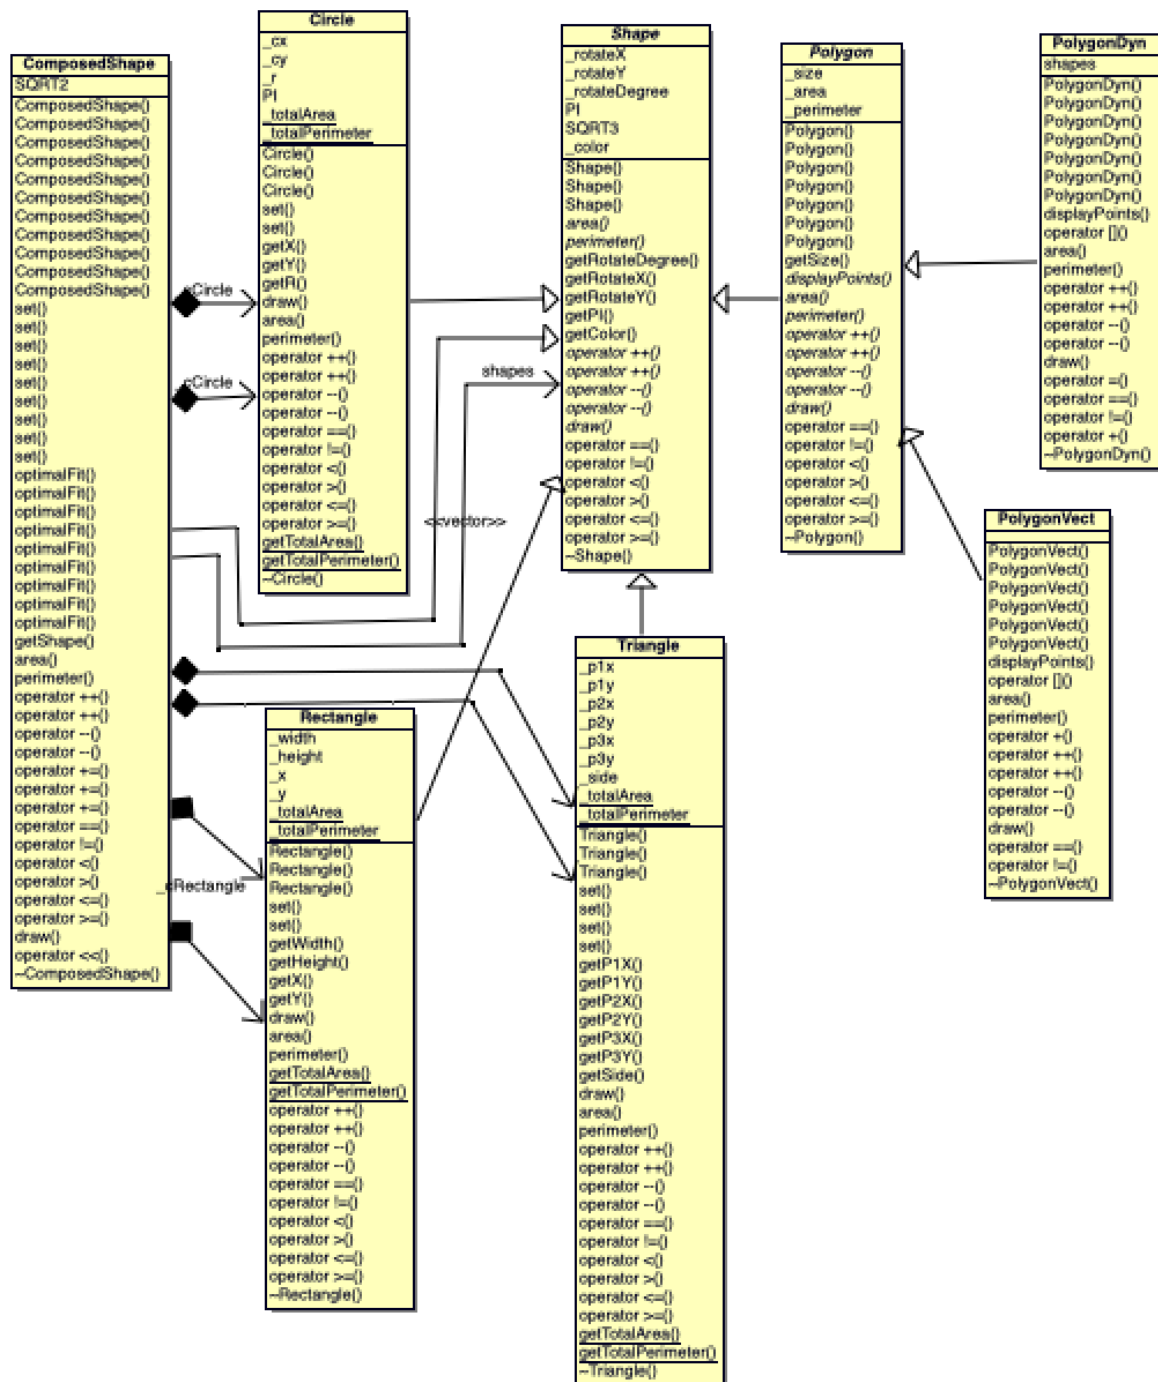 ComposedShape
SQRT2
ComposedShape()
ComposedShape()
ComposedShape()
ComposedShape()
ComposedShape()
ComposedShape()
ComposedShape()
ComposedShape()
ComposedShape()
ComposedShape()
ComposedShape()
set()
set()
set()
set()
set()
set()
set()
set()
set()
optimalFit()
optimalFit()
optimalFit()
optimalFit()
optimalFit()
optimalFit()
optimalFit()
optimalFit()
optimalFit()
getShape()
area()
perimeter()
operator ++()
operator ++()
operator --()
operator --()
operator +=()
operator +=()
operator +=()
operator ==()
operator !=()
operator <()
operator >()
operator <=()
operator >=()
draw()
operator <<()
~ComposedShape()
cCircle
cCircle
_cRectangle
Circle
_cx
_cy
_r
PI
_totalArea
_totalPerimeter
Circle()
Circle()
Circle()
set()
set()
getX()
getY()
getR()
draw()
area()
perimeter()
operator ++()
operator ++()
operator --()
operator --()
operator ==()
operator !=()
operator <()
operator >()
operator <=()
operator >=()
getTotalArea()
getTotalPerimeter()
~Circle()
shapes
<<vector>>
Rectangle
_width
_height
_x
_y
_totalArea
_totalPerimeter
Rectangle()
Rectangle()
Rectangle()
set()
set()
getWidth()
getHeight()
getX()
getY()
draw()
area()
perimeter()
getTotalArea()
getTotalPerimeter()
operator ++()
operator ++()
operator --()
operator --()
operator ==()
operator !=()
operator <()
operator >()
operator <=()
operator >=()
~Rectangle()
Shape
_rotateX
_rotateY
_rotateDegree
PI
SQRT3
_color
Shape()
Shape()
Shape()
area()
perimeter()
getRotateDegree()
getRotateX()
getRotateY()
getPI()
getColor()
operator ++()
operator ++()
operator --()
operator --()
draw()
operator ==()
operator !=()
operator <()
operator >()
operator <=()
operator >=()
~Shape()
Triangle
_p1x
_p1y
_p2x
_p2y
_p3x
_p3y
_side
_totalArea
_totalPerimeter
Triangle()
Triangle()
Triangle()
set()
set()
set()
set()
getP1X()
getP1Y()
getP2X()
getP2Y()
getP3X()
getP3Y()
getSide()
draw()
area()
perimeter()
operator ++()
operator ++()
operator --()
operator --()
operator ==()
operator !=()
operator <()
operator >()
operator <=()
operator >=()
getTotalArea()
getTotalPerimeter()
~Triangle()
Polygon
_size
_area
_perimeter
Polygon()
Polygon()
Polygon()
Polygon()
Polygon()
Polygon()
Polygon()
getSize()
displayPoints()
area()
perimeter()
operator ++()
operator ++()
operator --()
operator --()
draw()
operator ==()
operator !=()
operator <()
operator >()
operator <=()
operator >=()
~Polygon()
PolygonDyn
shapes
PolygonDyn()
PolygonDyn()
PolygonDyn()
PolygonDyn()
PolygonDyn()
PolygonDyn()
PolygonDyn()
displayPoints()
operator []()
area()
perimeter()
operator ++()
operator ++()
operator --()
operator --()
draw()
operator =()
operator ==()
operator !=()
operator +()
~PolygonDyn()
PolygonVect
PolygonVect()
PolygonVect()
PolygonVect()
PolygonVect()
PolygonVect()
PolygonVect()
displayPoints()
operator []()
area()
perimeter()
operator +()
operator ++()
operator ++()
operator --()
operator --()
draw()
operator ==()
operator !=()
~PolygonVect()